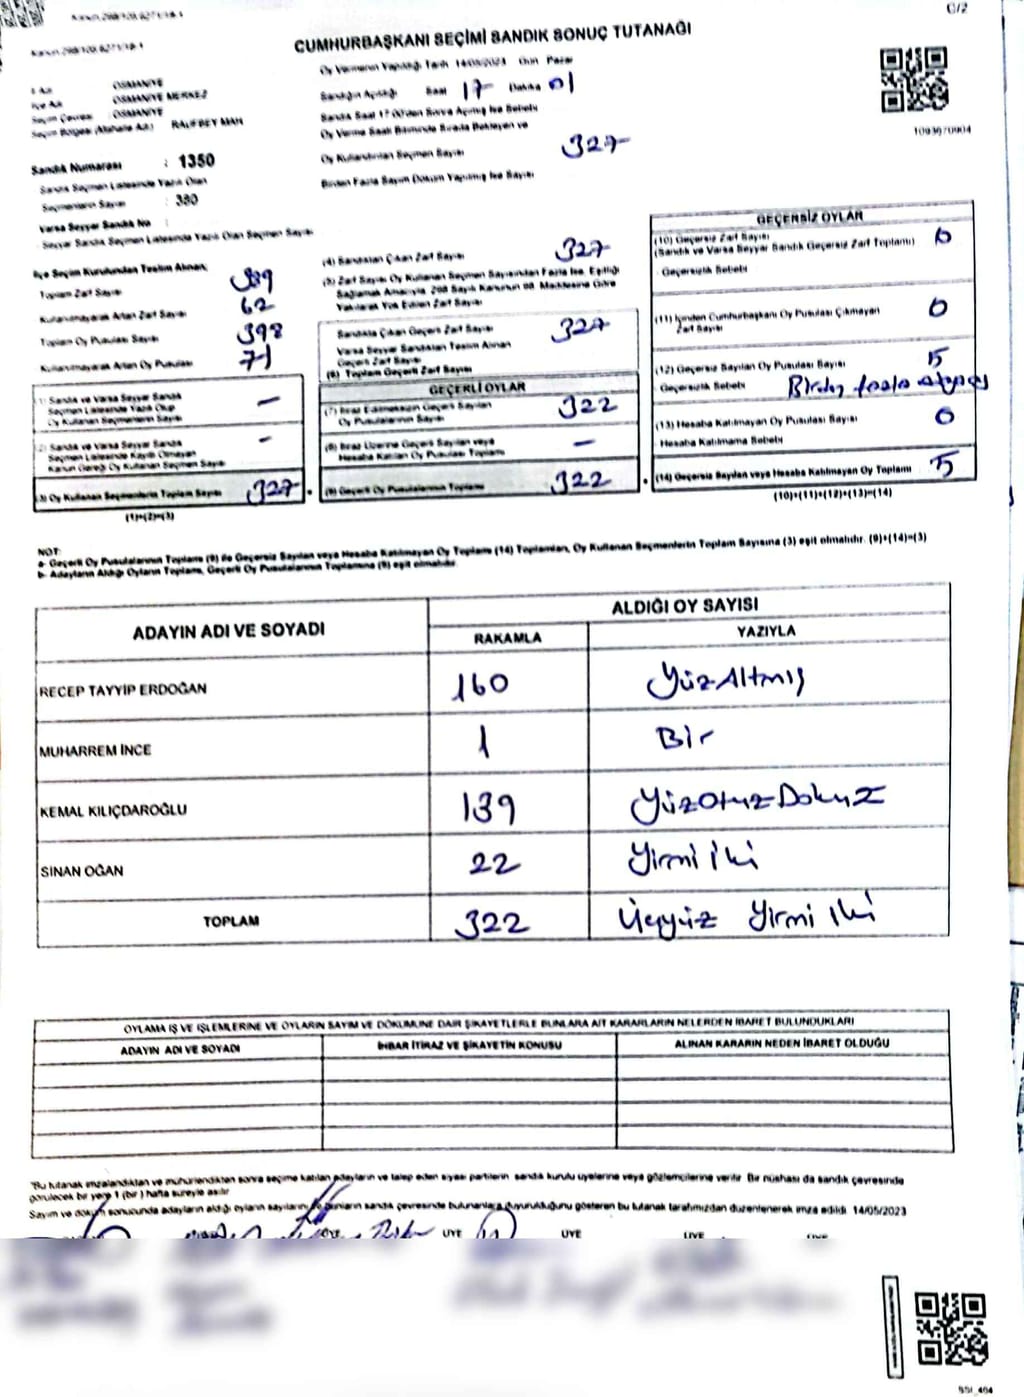 Kanun:298/109,6271/18-1
C/2
Kanun:298/109,6271/18-1
CUMHURBAŞKANI SEÇİMİ SANDIK SONUÇ TUTANAĞI
İl Adı : OSMANİYE
İlçe Adı : OSMANİYE MERKEZ
Seçim Çevresi : OSMANİYE
Seçim Bölgesi (Mahalle Adı) : RAUFBEY MAH
Sandık Numarası : 1350
Sandık Seçmen Listesinde Yazılı Olan
Seçmenlerin Sayısı : 380
Varsa Seyyar Sandık No :
Seyyar Sandık Seçmen Listesinde Yazılı Olan Seçmen Sayısı
Oy Vermenin Yapıldığı Tarih 14/05/2023 Gün Pazar
Sandığın Açıldığı Saat 17 Dakika 01
Sandık Saat 17:00'den Sonra Açılmış İse Sebebi
Oy Verme Saati Bitiminde Sırada Bekleyen ve
Oy Kullandırılan Seçmen Sayısı 327
Birden Fazla Sayım Döküm Yapılmış İse Sayısı
1093670904
İlçe Seçim Kurulundan Teslim Alınan;
Toplam Zarf Sayısı 389
Kullanılmayarak Artan Zarf Sayısı 62
Toplam Oy Pusulası Sayısı 398
Kullanılmayarak Artan Oy Pusulası 71
(1) Sandık ve Varsa Seyyar Sandık
Seçmen Listesinde Yazılı Olup
Oy Kullanan Seçmenlerin Sayısı –
(2) Sandık ve Varsa Seyyar Sandık
Seçmen Listesinde Kayıtlı Olmayan
Kanun Gereği Oy Kullanan Seçmen Sayısı –
(3) Oy Kullanan Seçmenlerin Toplam Sayısı 327
(1)+(2)=(3)
(4) Sandıktan Çıkan Zarf Sayısı 327
(5) Zarf Sayısı Oy Kullanan Seçmen Sayısından Fazla İse, Eşitliği
Sağlamak Amacıyla, 298 Sayılı Kanunun 98. Maddesine Göre
Yakılarak Yok Edilen Zarf Sayısı
Sandıkta Çıkan Geçerli Zarf Sayısı 327
Varsa Seyyar Sandıktan Teslim Alınan
Geçerli Zarf Sayısı
(6) Toplam Geçerli Zarf Sayısı
GEÇERLİ OYLAR
(7) İtiraz Edilmeksizin Geçerli Sayılan
Oy Pusulalarının Sayısı 322
(8) İtiraz Üzerine Geçerli Sayılan veya
Hesaba Katılan Oy Pusulası Toplamı –
(9) Geçerli Oy Pusulalarının Toplamı 322
GEÇERSİZ OYLAR
(10) Geçersiz Zarf Sayısı
(Sandık ve Varsa Seyyar Sandık Geçersiz Zarf Toplamı) 0
Geçersizlik Sebebi
(11) İçinden Cumhurbaşkanı Oy Pusulası Çıkmayan
Zarf Sayısı 0
(12) Geçersiz Sayılan Oy Pusulası Sayısı 5
Geçersizlik Sebebi Birden fazla
(13) Hesaba Katılmayan Oy Pusulası Sayısı 0
Hesaba Katılmama Sebebi
(14) Geçersiz Sayılan veya Hesaba Katılmayan Oy Toplamı 5
(10)+(11)+(12)+(13)=(14)
NOT:
a- Geçerli Oy Pusulalarının Toplamı (9) ile Geçersiz Sayılan veya Hesaba Katılmayan Oy Toplamı (14) Toplamları, Oy Kullanan Seçmenlerin Toplam Sayısına (3) eşit olmalıdır. (9)+(14)=(3)
b- Adayların Aldığı Oyların Toplamı, Geçerli Oy Pusulalarının Toplamına (9) eşit olmalıdır.
ADAYIN ADI VE SOYADI
ALDIĞI OY SAYISI
RAKAMLA YAZIYLA
RECEP TAYYİP ERDOĞAN 160 YüzAltmış
MUHARREM İNCE 1 Bir
KEMAL KILIÇDAROĞLU 139 YüzOtuzDokuz
SİNAN OĞAN 22 Yirmi iki
TOPLAM 322 Üçyüz Yirmi iki
OYLAMA İŞ VE İŞLEMLERİNE VE OYLARIN SAYIM VE DÖKÜMÜNE DAİR ŞİKAYETLERLE BUNLARA AİT KARARLARIN NELERDEN İBARET BULUNDUKLARI
ADAYIN ADI VE SOYADI İHBAR İTİRAZ VE ŞİKAYETİN KONUSU ALINAN KARARIN NEDEN İBARET OLDUĞU
"Bu tutanak imzalandıktan ve mühürlendikten sonra seçime katılan adayların ve talep eden siyasi partilerin sandık kurulu üyelerine veya gözlemcilerine verilir. Bir nüshası da sandık çevresinde
görülecek bir yere 1 (bir) hafta süreyle asılır
Sayım ve döküm sonucunda adayların aldığı oyların sayılarını ve bunların sandık çevresinde bulunanlara duyurulduğunu gösteren bu tutanak tarafımızdan düzenlenerek imza edildi. 14/05/2023
ÜYE ÜYE ÜYE ÜYE